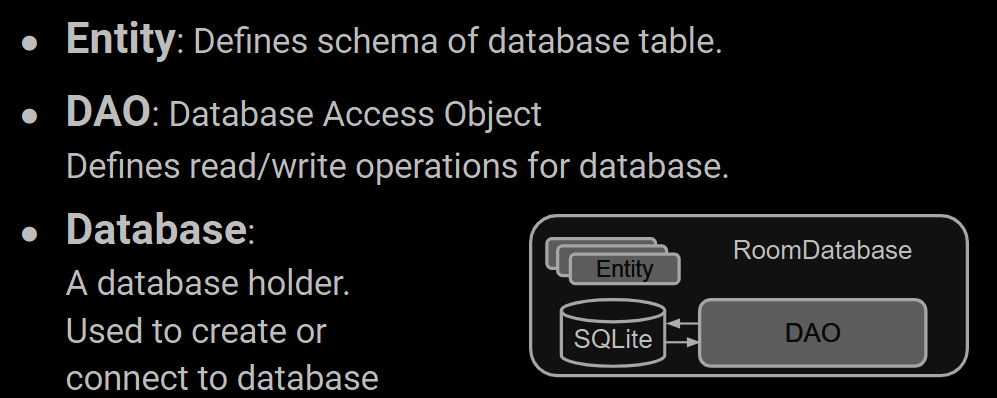 ● Entity: Defines schema of database table.
● DAO: Database Access Object
Defines read/write operations for database.
● Database:
A database holder.
Used to create or
connect to database
RoomDatabase
Entity
SQLite
DAO